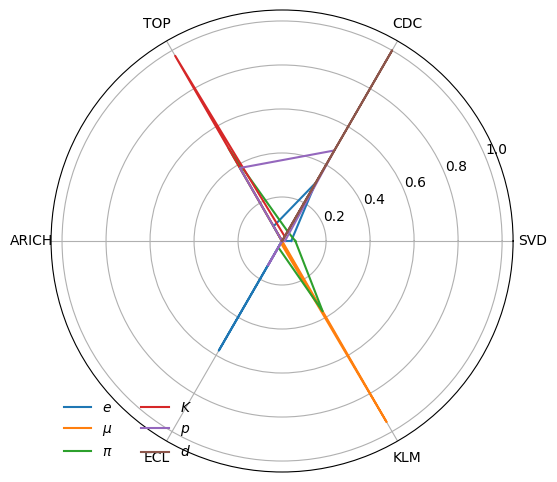 TOP CDC
1.0
0.8
0.6
0.4
0.2
ARICH SVD
e K
μ p
π d
ECL KLM